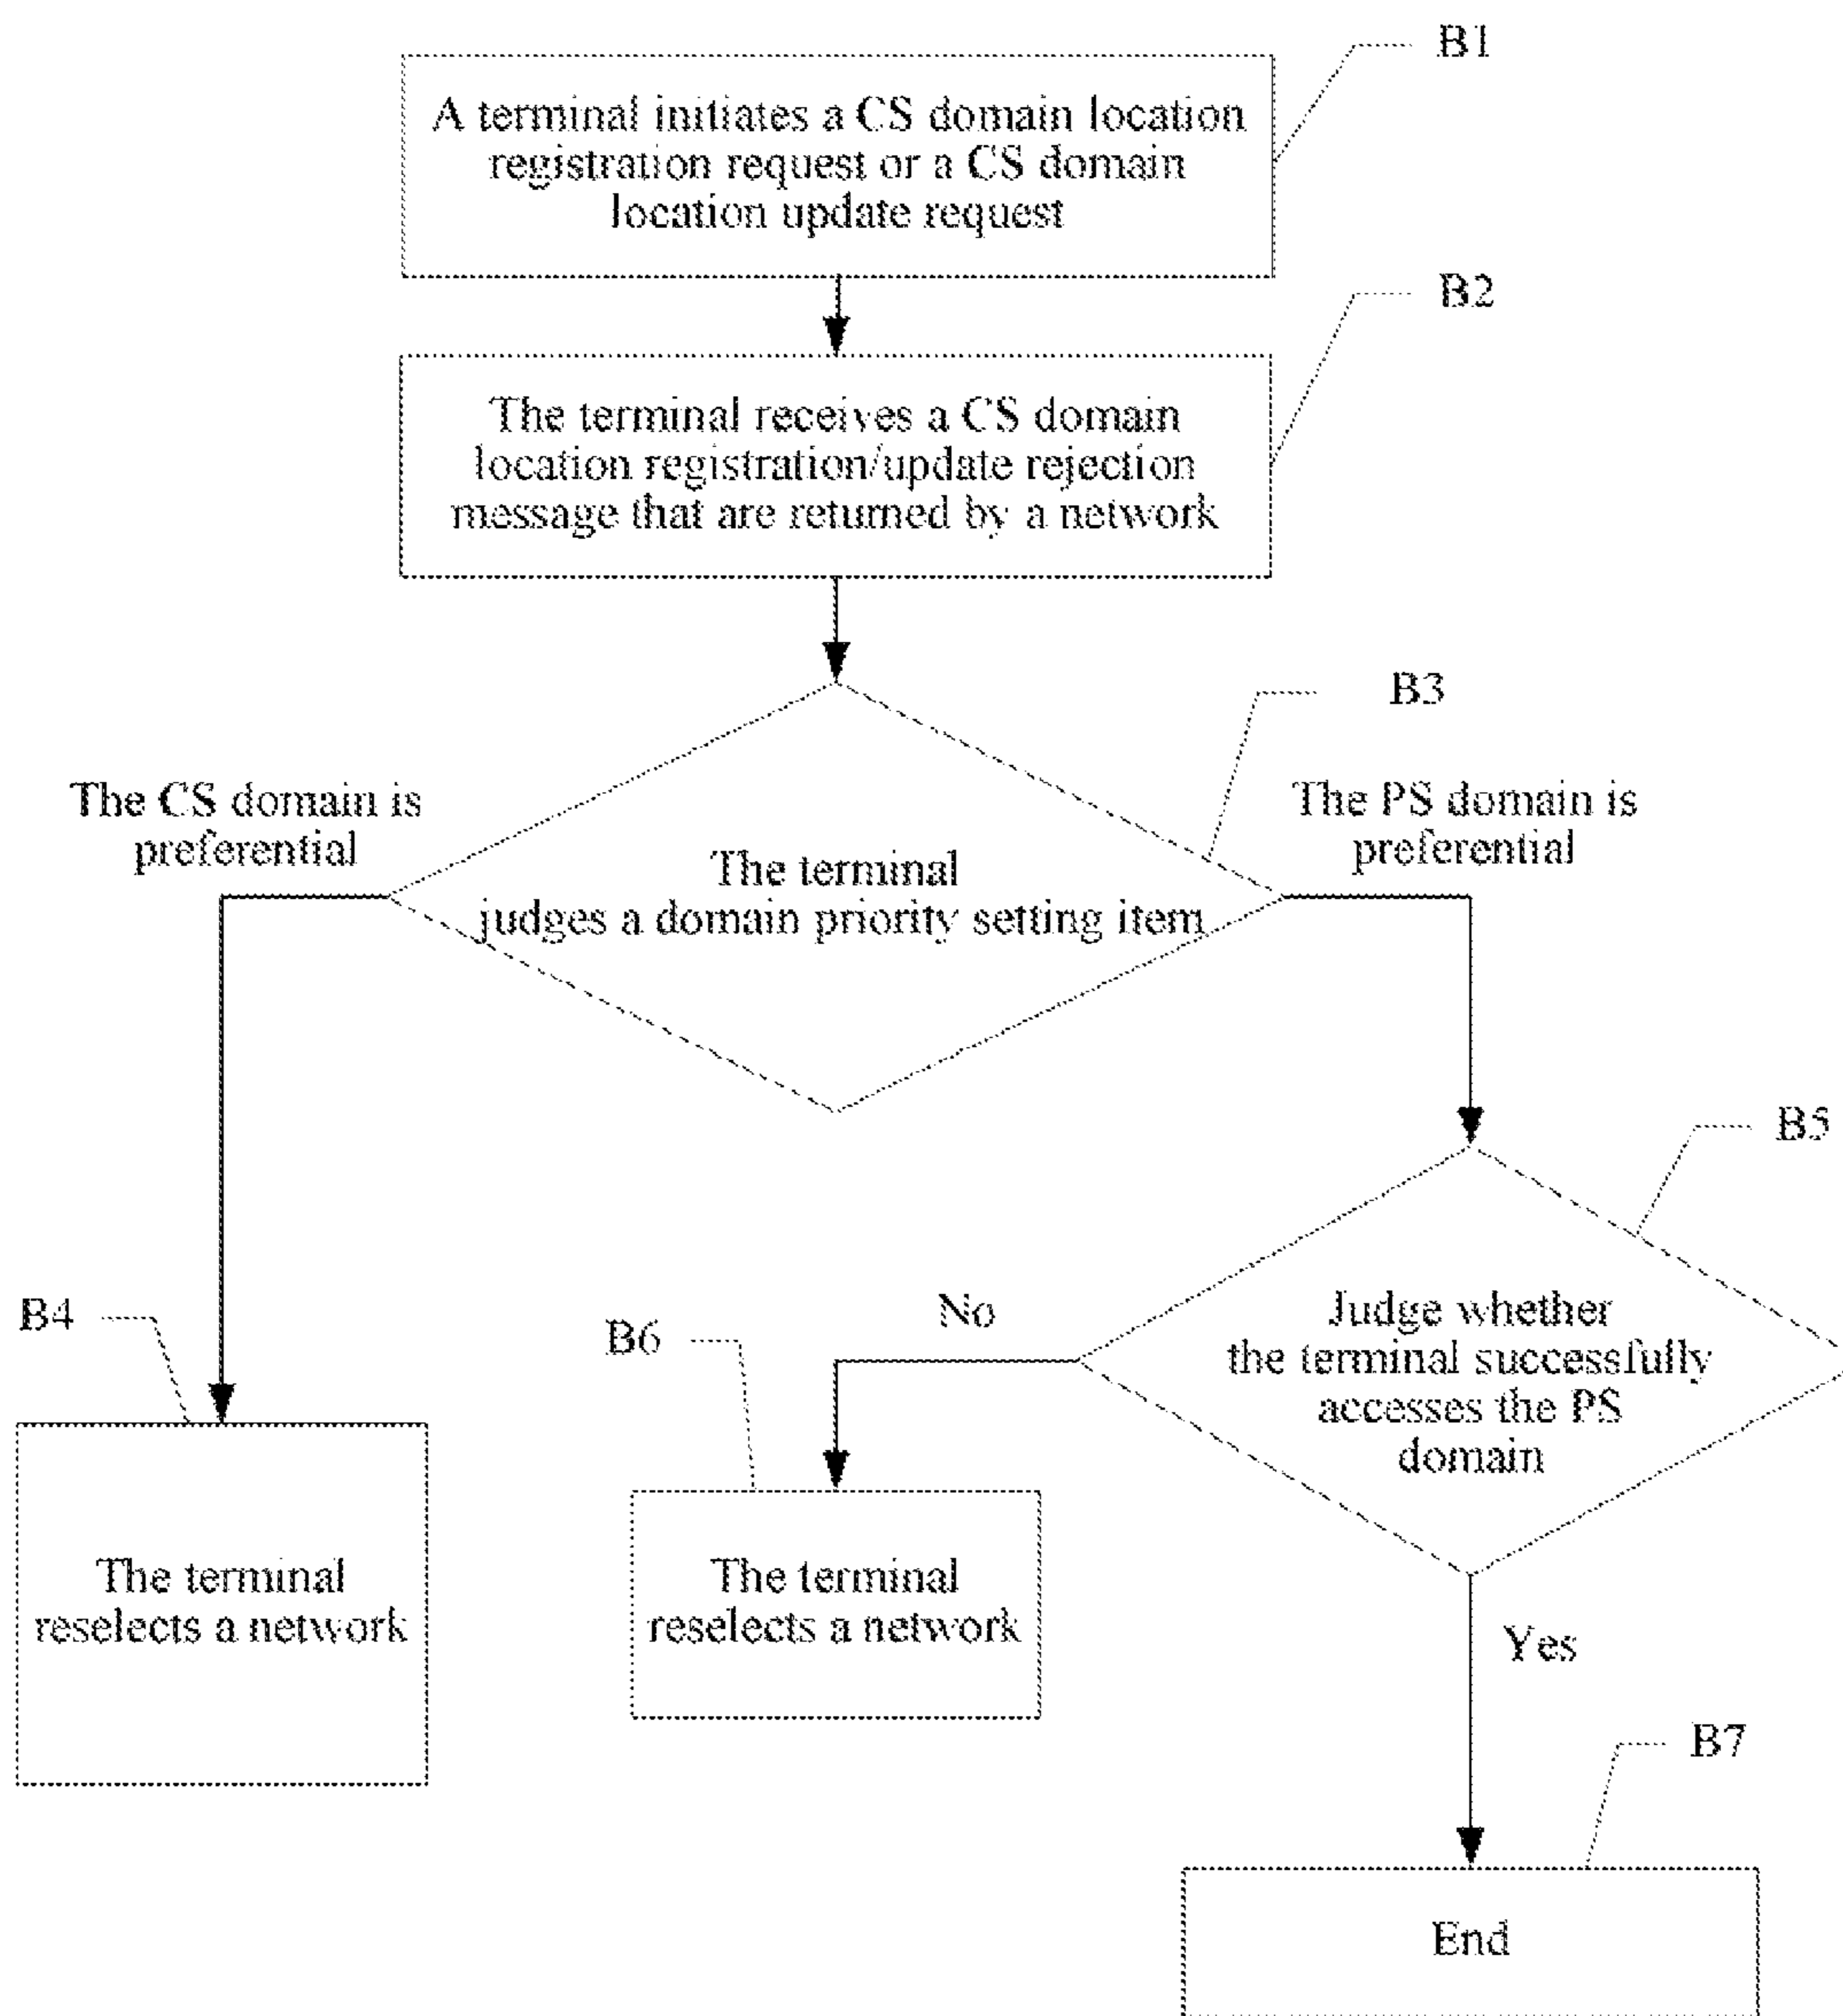 B1
A terminal initiates a CS domain location
registration request or a CS domain
location update request
B2
The terminal receives a CS domain
location registration/update rejection
message that are returned by a network
B3
The CS domain is
preferential
The PS domain is
preferential
The terminal
judges a domain priority setting item
B5
B4
B6
No
Judge whether
the terminal successfully
accesses the PS
domain
The terminal
reselects a network
The terminal
reselects a network
Yes
B7
End